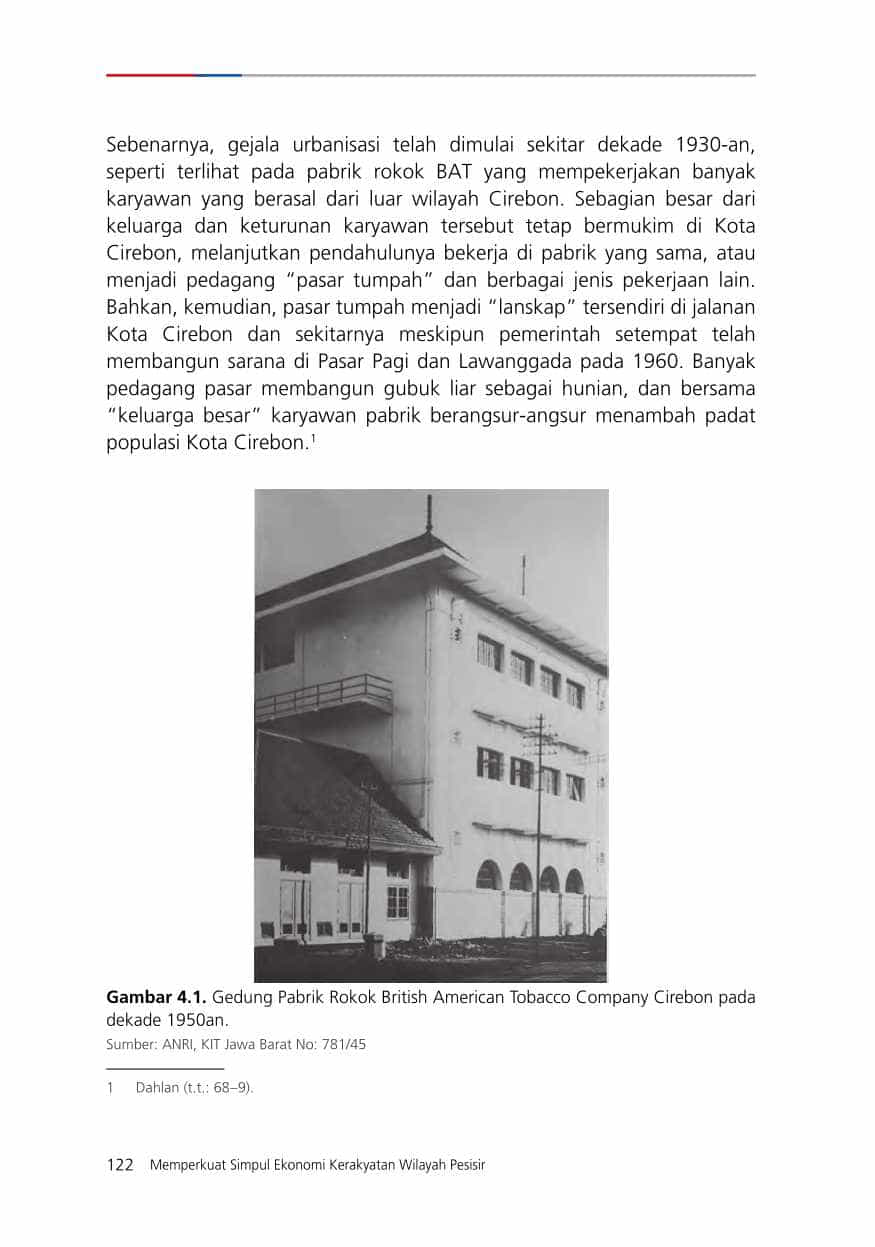 Sebenarnya, gejala urbanisasi telah dimulai sekitar dekade 1930-an,
seperti terlihat pada pabrik rokok BAT yang mempekerjakan banyak
karyawan yang berasal dari luar wilayah Cirebon. Sebagian besar dari
keluarga dan keturunan karyawan tersebut tetap bermukim di Kota
Cirebon, melanjutkan pendahulunya bekerja di pabrik yang sama, atau
menjadi pedagang “pasar tumpah” dan berbagai jenis pekerjaan lain.
Bahkan, kemudian, pasar tumpah menjadi “lanskap” tersendiri di jalanan
Kota Cirebon dan sekitarnya meskipun pemerintah setempat telah
membangun sarana di Pasar Pagi dan Lawanggada pada 1960. Banyak
pedagang pasar membangun gubuk liar sebagai hunian, dan bersama
“keluarga besar” karyawan pabrik berangsur-angsur menambah padat
populasi Kota Cirebon.1
Gambar 4.1. Gedung Pabrik Rokok British American Tobacco Company Cirebon pada
dekade 1950an.
Sumber: ANRI, KIT Jawa Barat No: 781/45
1 Dahlan (t.t.: 68–9).
122 Memperkuat Simpul Ekonomi Kerakyatan Wilayah Pesisir